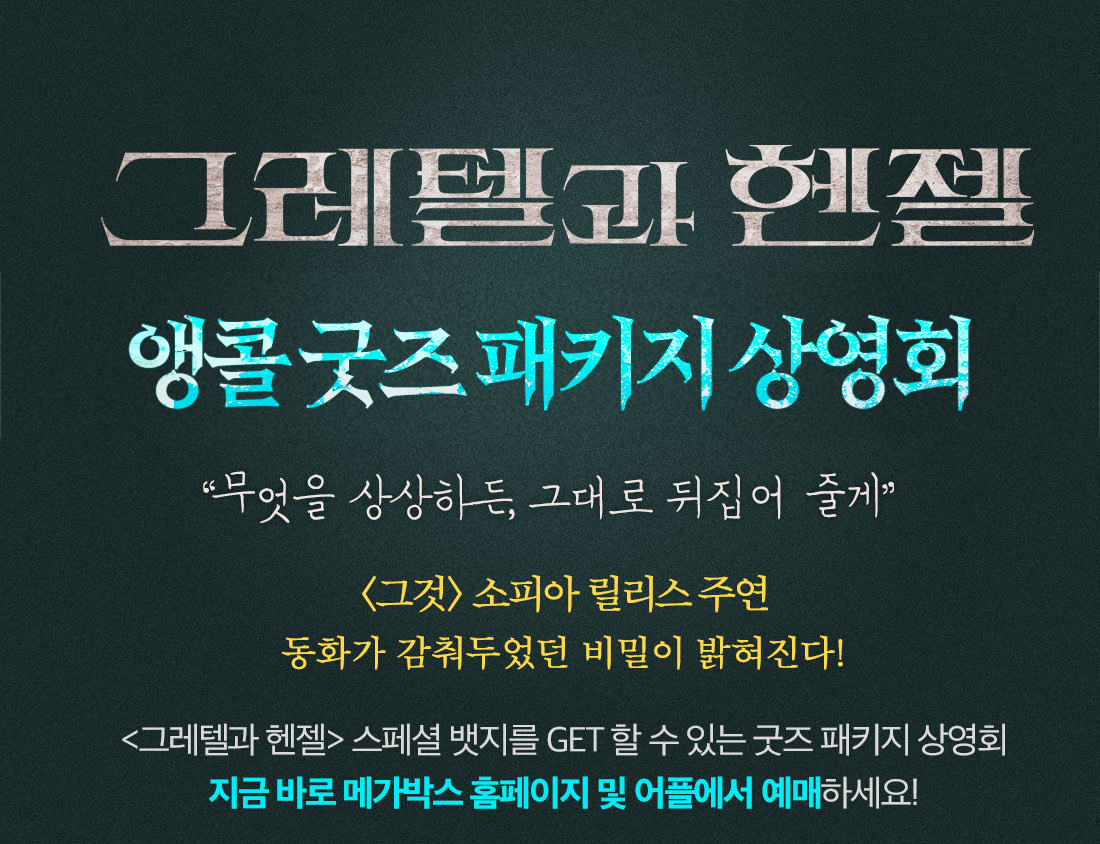 그레텔과 헨젤
앵콜 굿즈 패키지 상영회
“무엇을 상상하든, 그대로 뒤집어 줄게”
<그것> 소피아 릴리스 주연
동화가 감춰두었던 비밀이 밝혀진다!
<그레텔과 헨젤> 스페셜 뱃지를 GET 할 수 있는 굿즈 패키지 상영회
지금 바로 메가박스 홈페이지 및 어플에서 예매하세요!